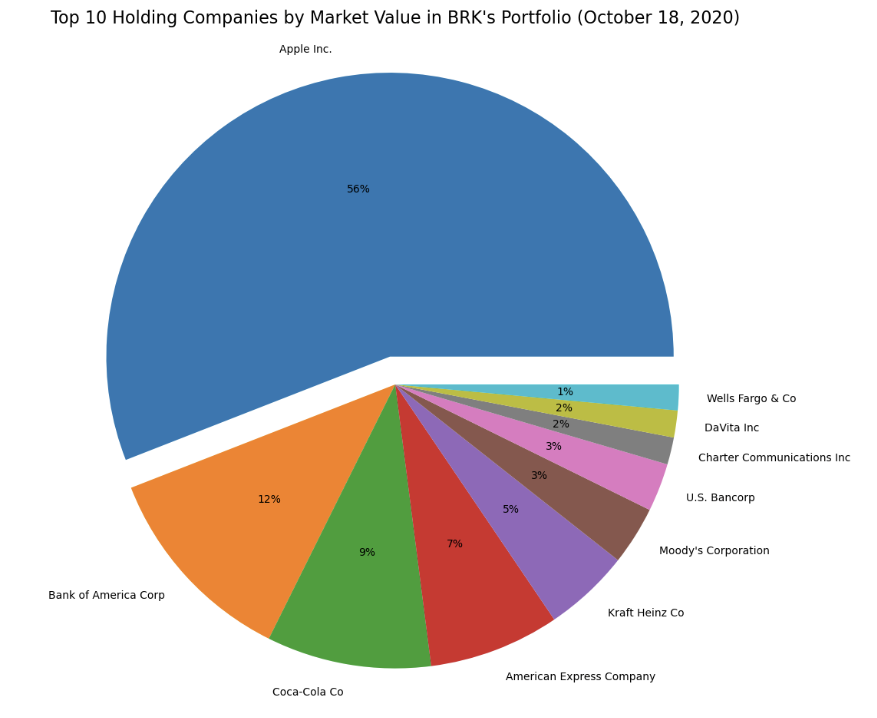 Top 10 Holding Companies by Market Value in BRK's Portfolio (October 18, 2020)
Apple Inc.
56%
1%
Wells Fargo & Co
2%
DaVita Inc
2%
Charter Communications Inc
3%
U.S. Bancorp
3%
Moody's Corporation
5%
Kraft Heinz Co
7%
American Express Company
9%
Coca-Cola Co
12%
Bank of America Corp